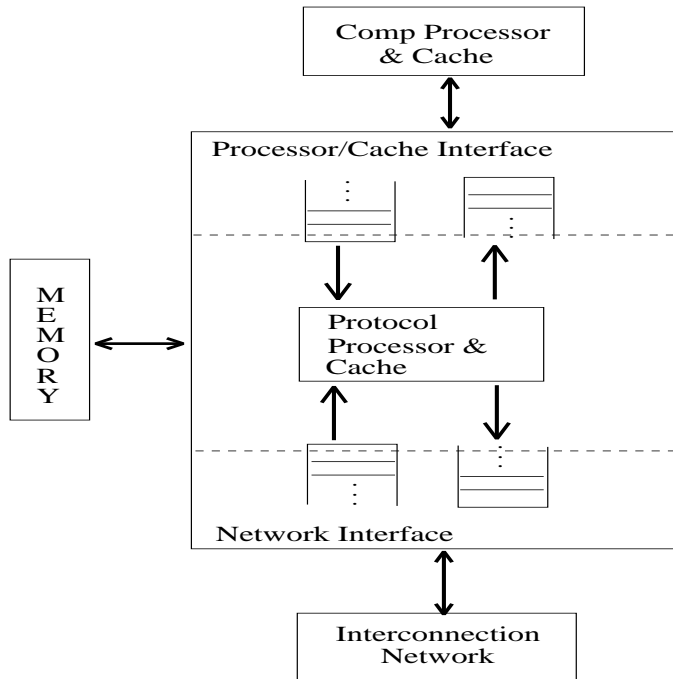 Comp Processor
& Cache
Processor/Cache Interface
M
E
M
O
R
Y
Protocol
Processor &
Cache
Network Interface
Interconnection
Network